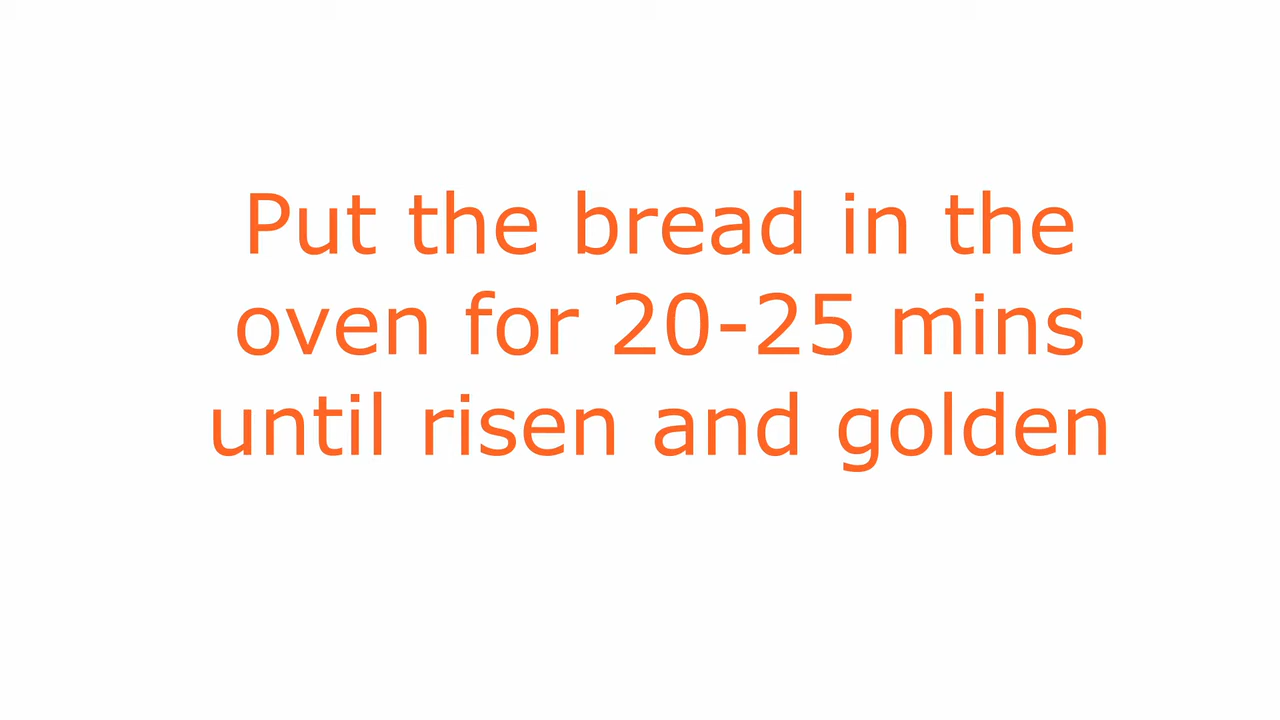 Put the bread in the
oven for 20-25 mins
until risen and golden